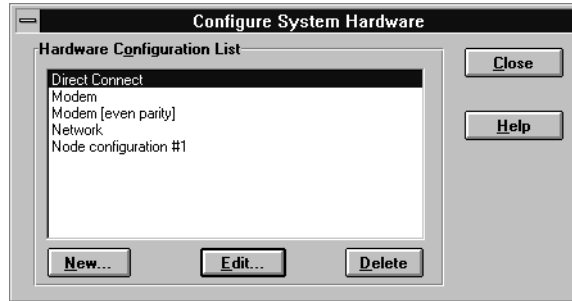 Configure System Hardware
Hardware Configuration List
Direct Connect
Modem
Modem [even parity]
Network
Node configuration #1
New...
Edit...
Delete
Close
Help